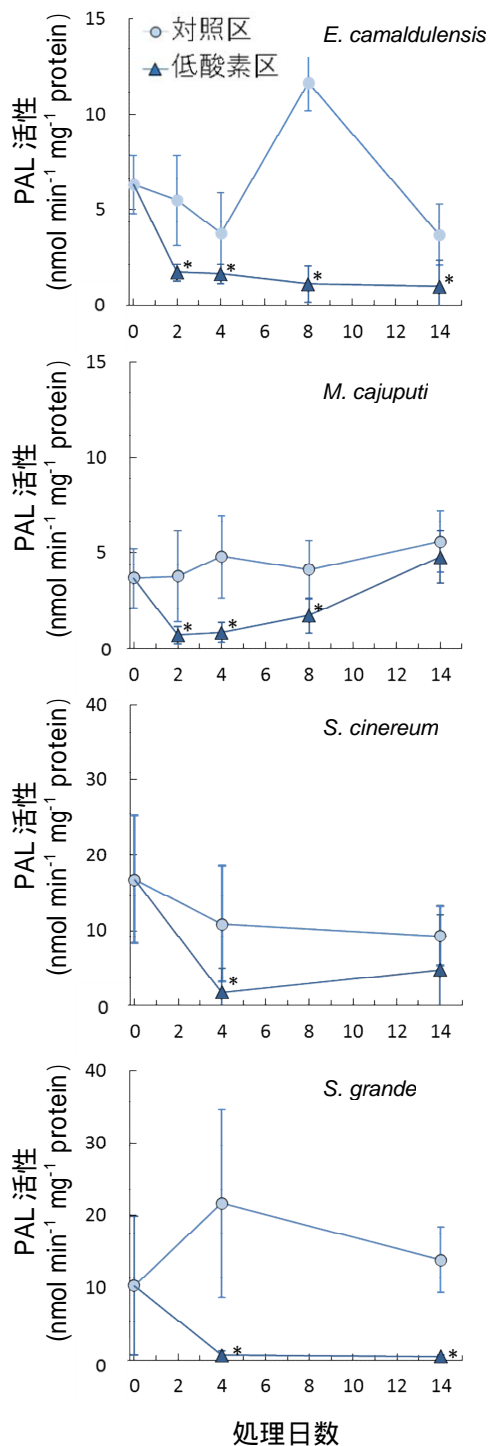 E. camaldulensis
対照区
低酸素区
PAL 活性
(nmol min-1 mg-1 protein)
15
10
5
0
* * * *
0 2 4 6 8 10 12 14
M. cajuputi
PAL 活性
(nmol min-1 mg-1 protein)
15
10
5
0
* * *
0 2 4 6 8 10 12 14
S. cinereum
PAL 活性
(nmol min-1 mg-1 protein)
40
30
20
10
0
*
0 2 4 6 8 10 12 14
S. grande
PAL 活性
(nmol min-1 mg-1 protein)
40
30
20
10
0
* *
0 2 4 6 8 10 12 14
処理日数